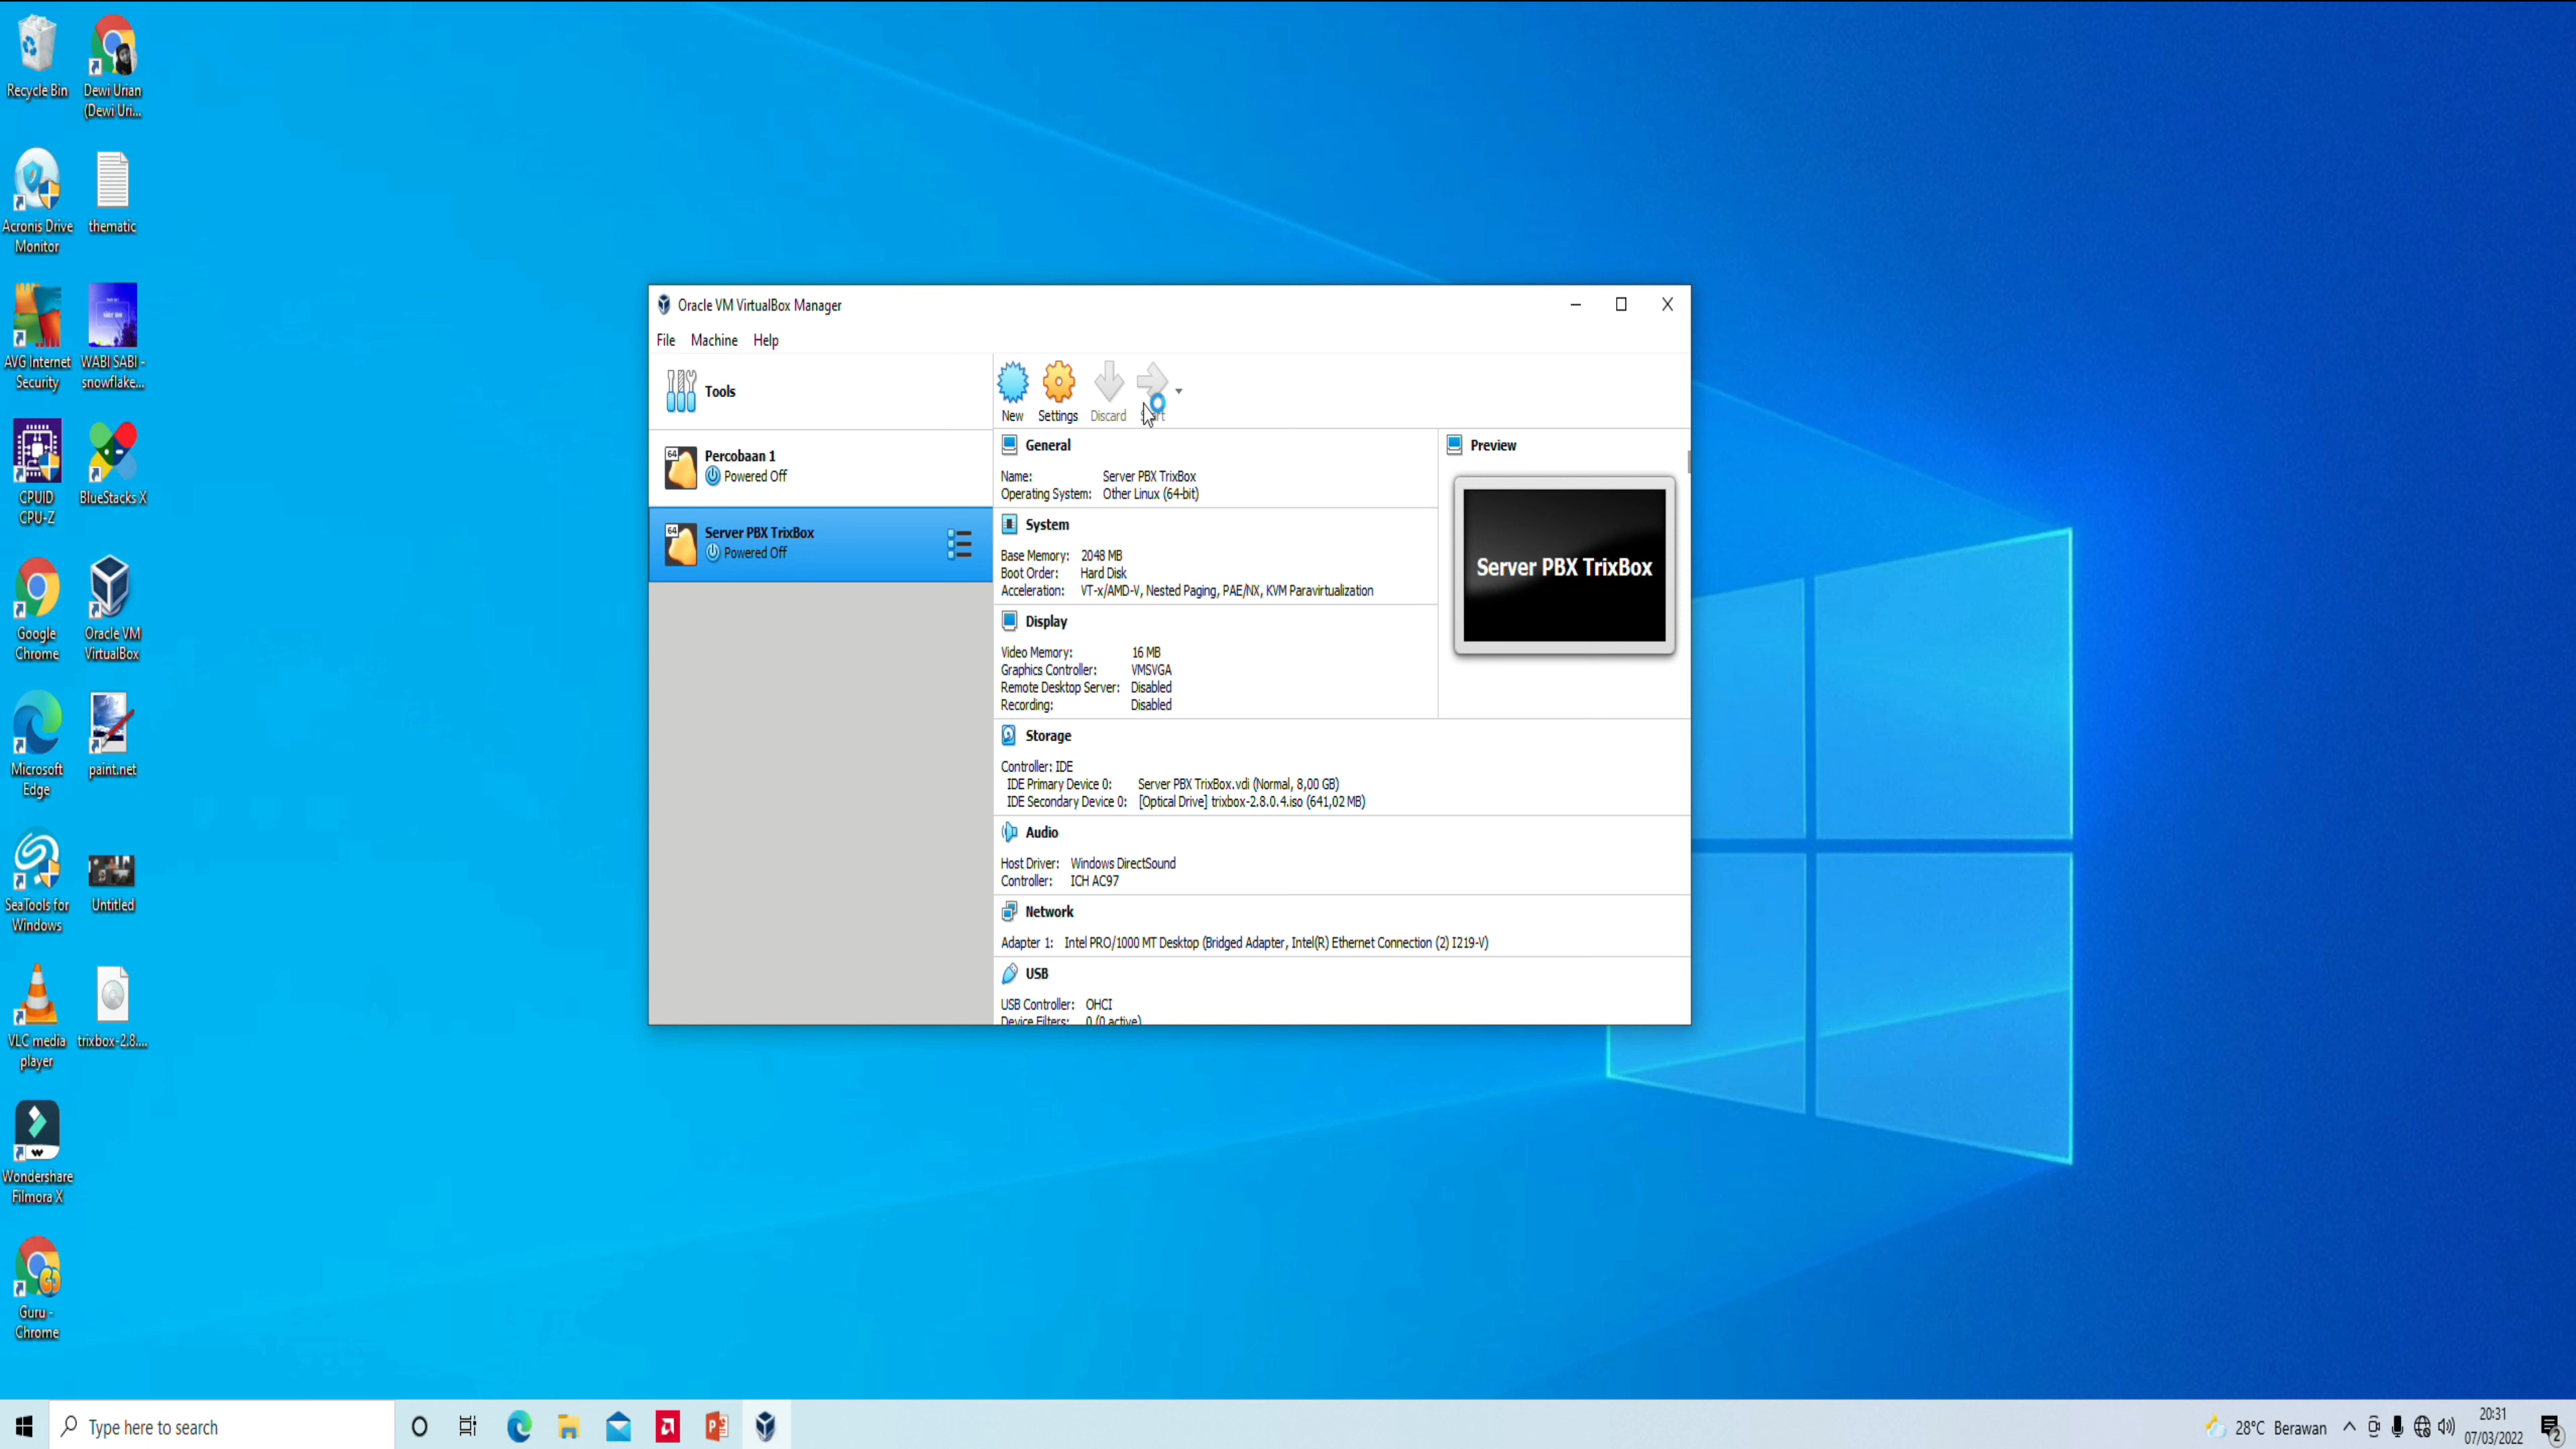 Recycle Bin
Dewi Urian
(Dewi Uri...
Acronis Drive
Monitor
thematic
AVG Internet
Security
WABI SABI -
snowflake...
CPUID
CPU-Z
BlueStacks X
Google
Chrome
Oracle VM
VirtualBox
Microsoft
Edge
paint.net
SeaTools for
Windows
Untitled
VLC media
player
trixbox-2.8....
Wondershare
Filmora X
Guru -
Chrome
Oracle VM VirtualBox Manager
File Machine Help
Tools
New Settings Discard
64 Percobaan 1
Powered Off
64 Server PBX TrixBox
Powered Off
General
Name: Server PBX TrixBox
Operating System: Other Linux (64-bit)
System
Base Memory: 2048 MB
Boot Order: Hard Disk
Acceleration: VT-x/AMD-V, Nested Paging, PAE/NX, KVM Paravirtualization
Display
Video Memory: 16 MB
Graphics Controller: VMSVGA
Remote Desktop Server: Disabled
Recording: Disabled
Preview
Server PBX TrixBox
Storage
Controller: IDE
IDE Primary Device 0: Server PBX TrixBox.vdi (Normal, 8,00 GB)
IDE Secondary Device 0: [Optical Drive] trixbox-2.8.0.4.iso (641,02 MB)
Audio
Host Driver: Windows DirectSound
Controller: ICH AC97
Network
Adapter 1: Intel PRO/1000 MT Desktop (Bridged Adapter, Intel(R) Ethernet Connection (2) I219-V)
USB
USB Controller: OHCI
Device Filters: 0 (0 active)
Type here to search
28°C Berawan
20:31
07/03/2022
2